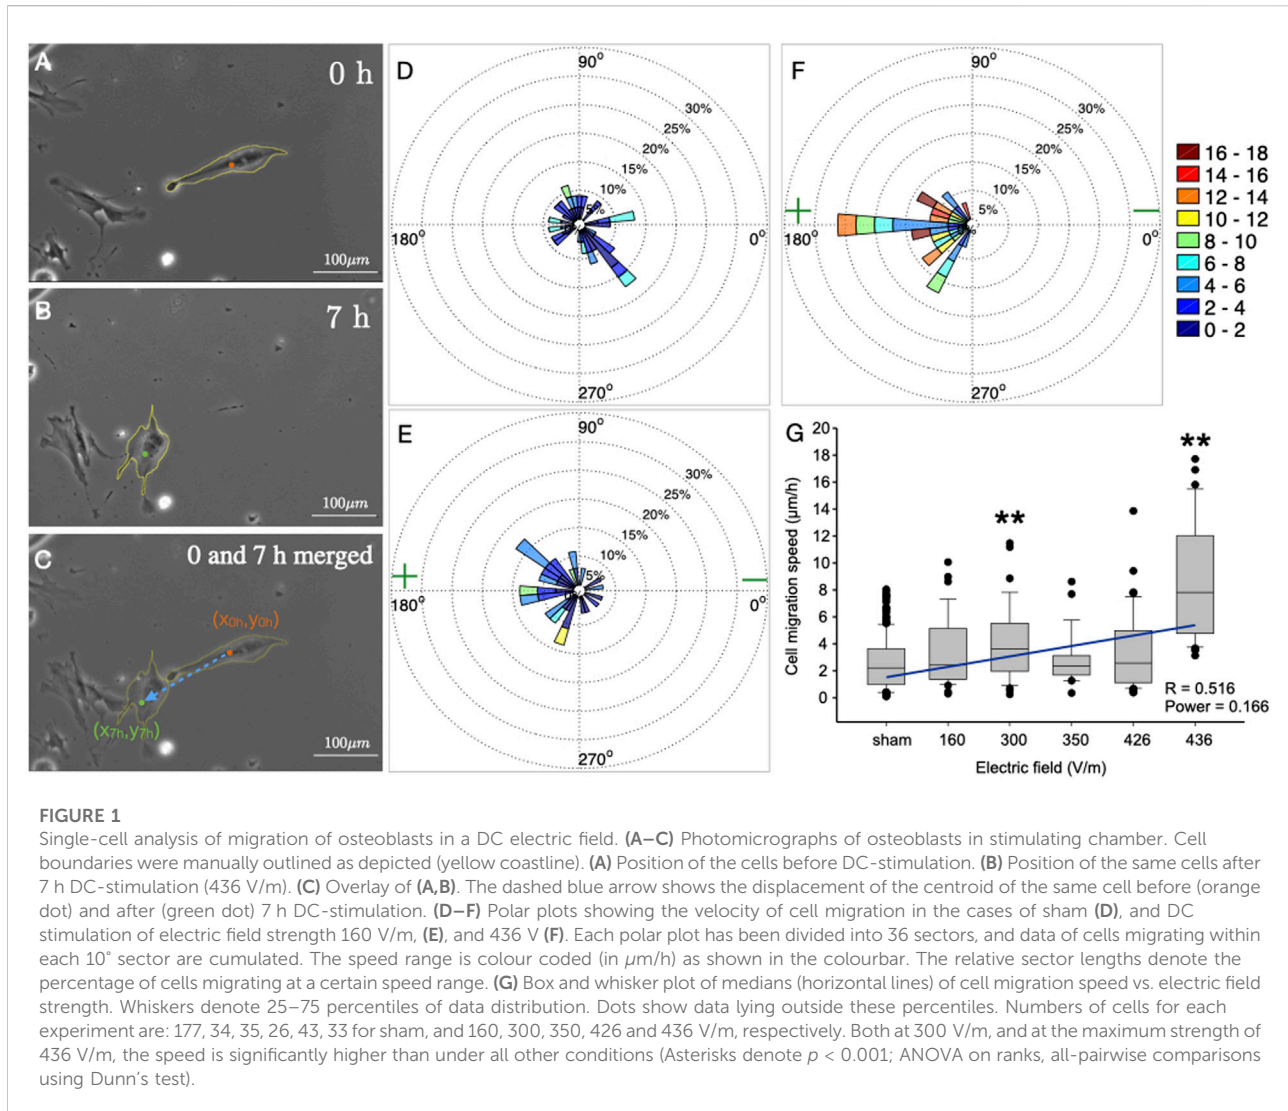 A
0 h
100μm
B
7 h
100μm
C
0 and 7 h merged
(x0h,y0h)
(x7h,y7h)
100μm
D
90°
30%
25%
20%
15%
10%
5%
180°
0°
270°
E
90°
30%
25%
20%
15%
10%
5%
+
−
180°
0°
270°
F
90°
30%
25%
20%
15%
10%
5%
+
−
180°
0°
270°
16 - 18
14 - 16
12 - 14
10 - 12
8 - 10
6 - 8
4 - 6
2 - 4
0 - 2
G
Cell migration speed (μm/h)
20
18
16
14
12
10
8
6
4
2
0
**
**
R = 0.516
Power = 0.166
sham 160 300 350 426 436
Electric field (V/m)
FIGURE 1
Single-cell analysis of migration of osteoblasts in a DC electric field. (A–C) Photomicrographs of osteoblasts in stimulating chamber. Cell
boundaries were manually outlined as depicted (yellow coastline). (A) Position of the cells before DC-stimulation. (B) Position of the same cells after
7 h DC-stimulation (436 V/m). (C) Overlay of (A,B). The dashed blue arrow shows the displacement of the centroid of the same cell before (orange
dot) and after (green dot) 7 h DC-stimulation. (D–F) Polar plots showing the velocity of cell migration in the cases of sham (D), and DC
stimulation of electric field strength 160 V/m, (E), and 436 V (F). Each polar plot has been divided into 36 sectors, and data of cells migrating within
each 10° sector are cumulated. The speed range is colour coded (in μm/h) as shown in the colourbar. The relative sector lengths denote the
percentage of cells migrating at a certain speed range. (G) Box and whisker plot of medians (horizontal lines) of cell migration speed vs. electric field
strength. Whiskers denote 25–75 percentiles of data distribution. Dots show data lying outside these percentiles. Numbers of cells for each
experiment are: 177, 34, 35, 26, 43, 33 for sham, and 160, 300, 350, 426 and 436 V/m, respectively. Both at 300 V/m, and at the maximum strength of
436 V/m, the speed is significantly higher than under all other conditions (Asterisks denote p < 0.001; ANOVA on ranks, all-pairwise comparisons
using Dunn’s test).